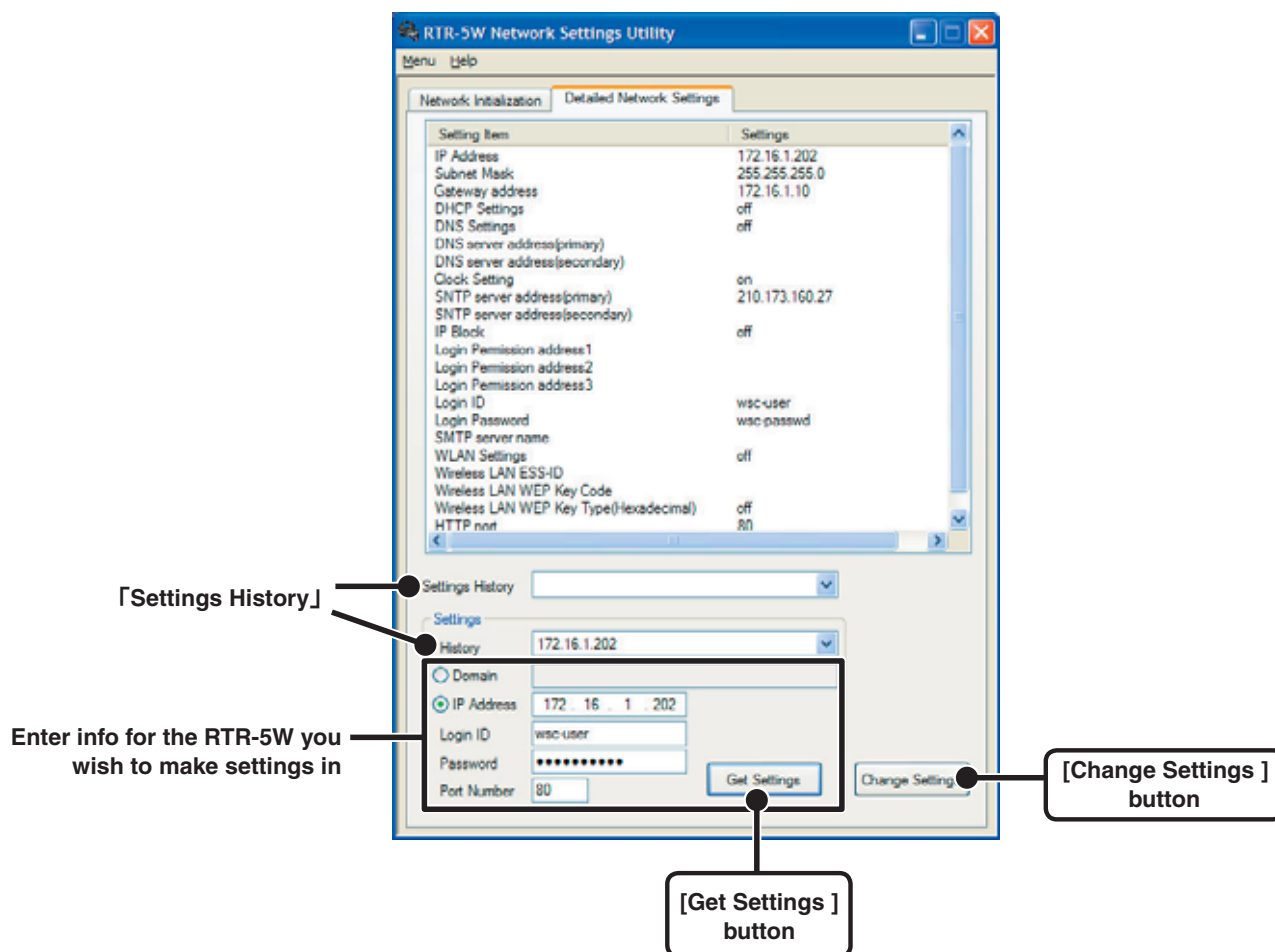 RTR-5W Network Settings Utility
Menu Help
Network Initialization Detailed Network Settings
Setting Item Settings
IP Address 172.16.1.202
Subnet Mask 255.255.255.0
Gateway address 172.16.1.10
DHCP Settings off
DNS Settings off
DNS server address(primary)
DNS server address(secondary)
Clock Setting on
SNTP server address(primary) 210.173.160.27
SNTP server address(secondary)
IP Block off
Login Permission address1
Login Permission address2
Login Permission address3
Login ID wsc-user
Login Password wsc-passwd
SMTP server name
WLAN Settings off
Wireless LAN ESS-ID
Wireless LAN WEP Key Code
Wireless LAN WEP Key Type(Hexadecimal) off
HTTP port 80
Settings History
「Settings History」
Settings
History 172.16.1.202
Domain
IP Address 172 . 16 . 1 . 202
Enter info for the RTR-5W you
wish to make settings in
Login ID wsc-user
Password ••••••••••
Port Number 80
Get Settings
Change Setting
[Change Settings ]
button
[Get Settings ]
button